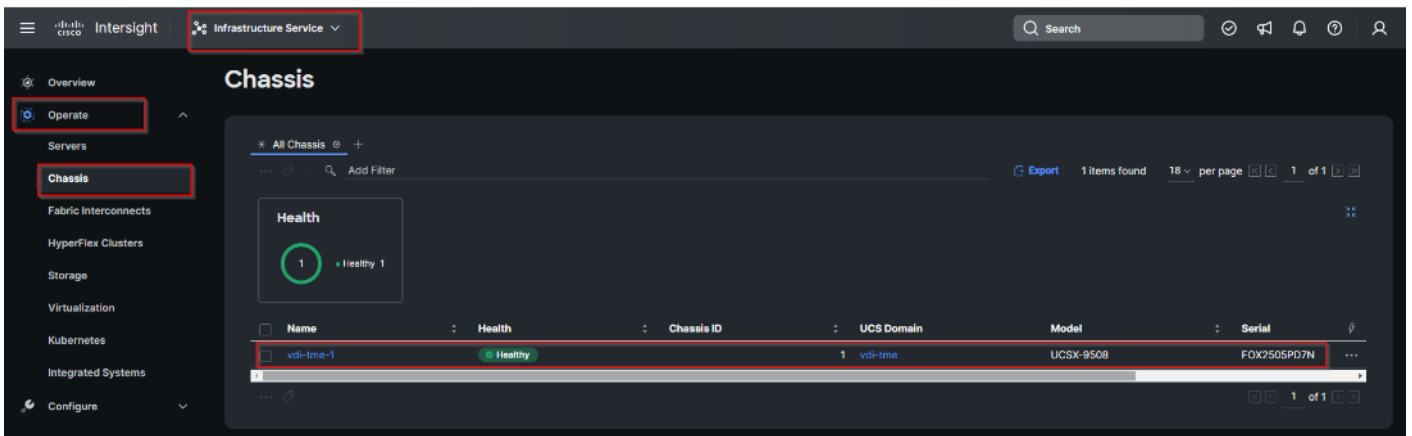 cisco Intersight Infrastructure Service Search
Overview
Operate
Servers
Chassis
Fabric Interconnects
HyperFlex Clusters
Storage
Virtualization
Kubernetes
Integrated Systems
Configure
Chassis
All Chassis
Add Filter Export 1 items found 18 per page 1 of 1
Health
1 Healthy 1
Name Health Chassis ID UCS Domain Model Serial
vdi-tme-1 Healthy 1 vdi-tme UCSX-9508 FOX2505PD7N
1 of 1